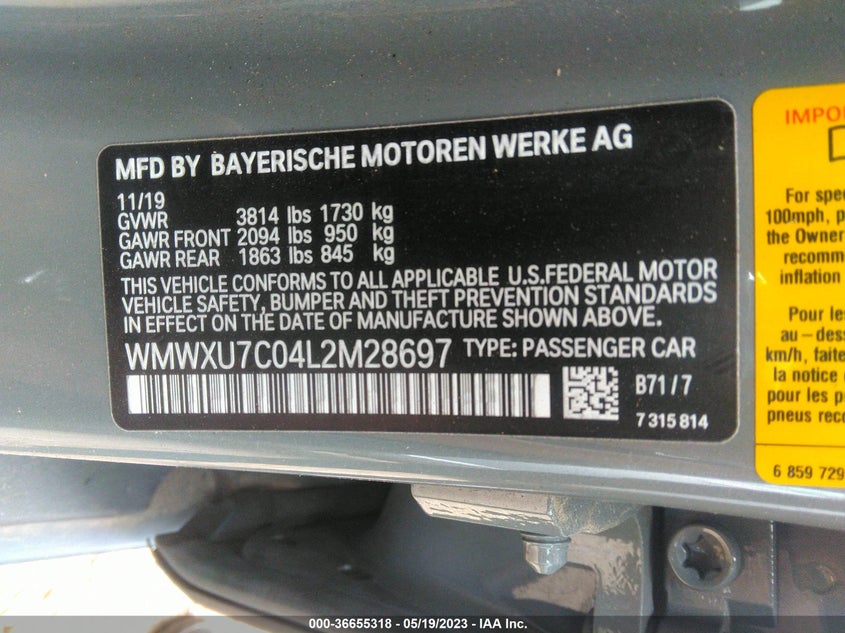 MFD BY BAYERISCHE MOTOREN WERKE AG
11/19
GVWR 3814 lbs 1730 kg
GAWR FRONT 2094 lbs 950 kg
GAWR REAR 1863 lbs 845 kg
THIS VEHICLE CONFORMS TO ALL APPLICABLE U.S.FEDERAL MOTOR
VEHICLE SAFETY, BUMPER AND THEFT PREVENTION STANDARDS
IN EFFECT ON THE DATE OF MANUFACTURE SHOWN ABOVE.
WMWXU7C04L2M28697 TYPE: PASSENGER CAR
B71/7
7 315 814
IMPO
For spee
100mph, p
the Owner
recomm
inflation
Pour les
au-dess
km/h, faite
la notice
pour les p
pneus reco
6 859 729
000-36655318 - 05/19/2023 - IAA Inc.